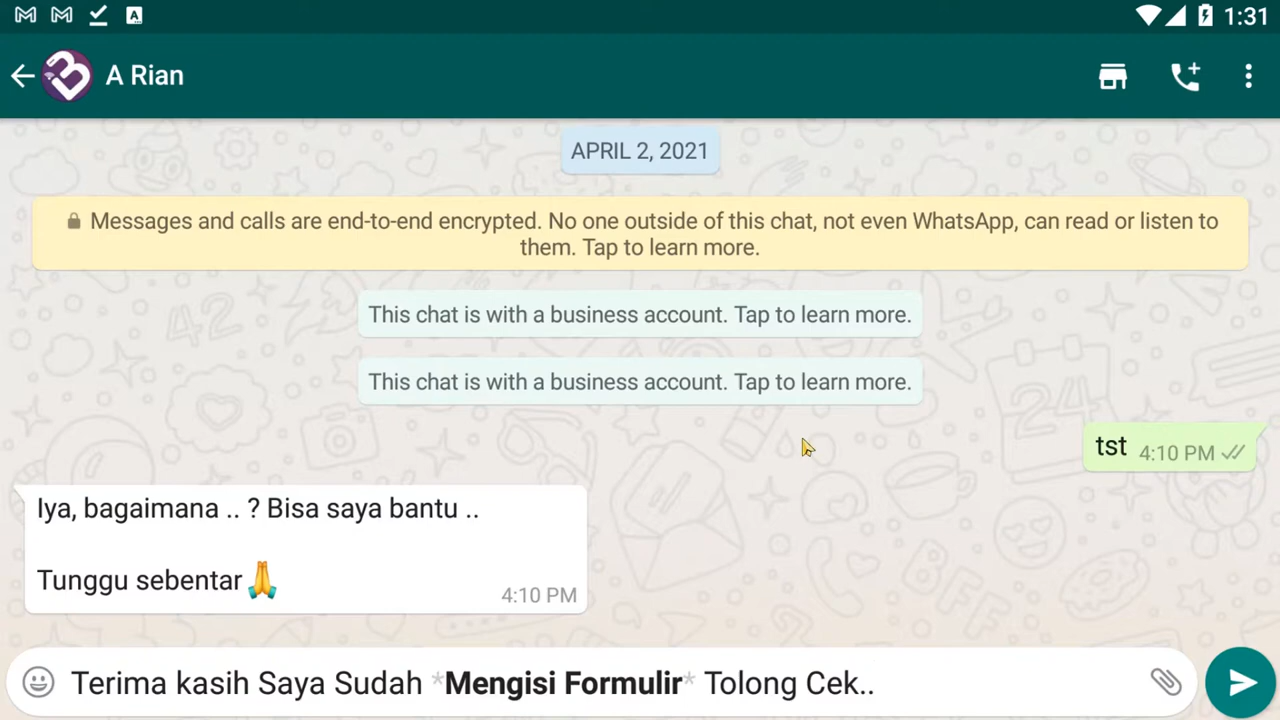 1:31
A Rian
APRIL 2, 2021
Messages and calls are end-to-end encrypted. No one outside of this chat, not even WhatsApp, can read or listen to
them. Tap to learn more.
This chat is with a business account. Tap to learn more.
This chat is with a business account. Tap to learn more.
tst 4:10 PM
Iya, bagaimana .. ? Bisa saya bantu ..
Tunggu sebentar🙏
4:10 PM
Terima kasih Saya Sudah *Mengisi Formulir* Tolong Cek..